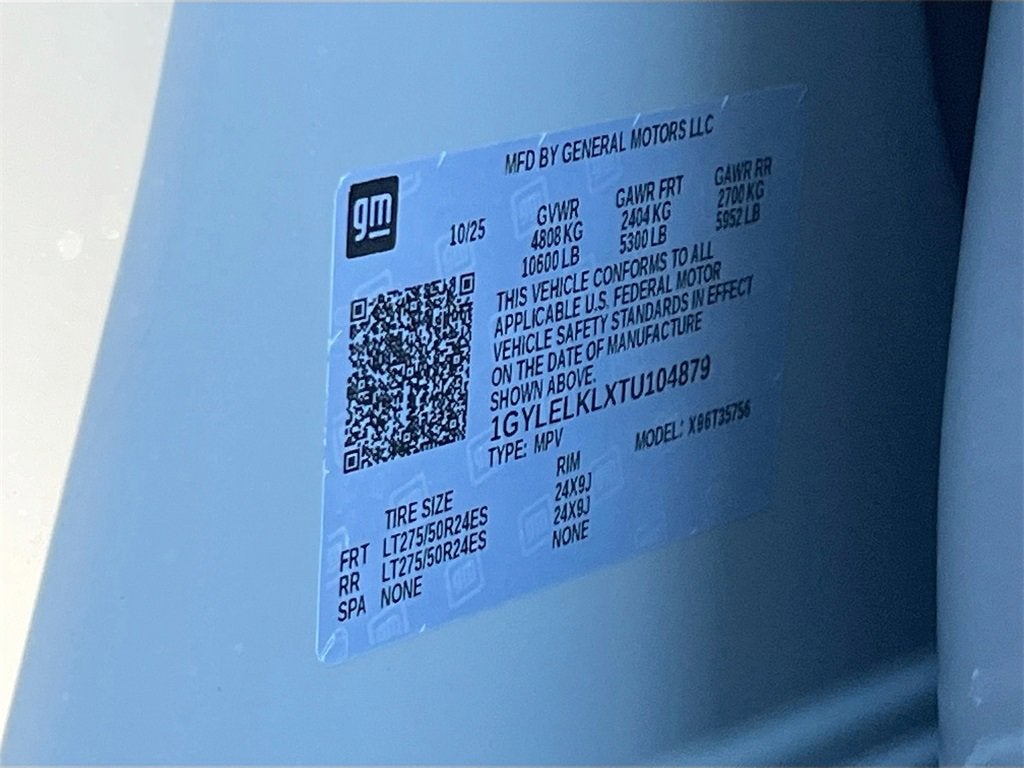 MFD BY GENERAL MOTORS LLC
gm
10/25 GVWR GAWR FRT GAWR RR
4808 KG 2404 KG 2700 KG
10600 LB 5300 LB 5952 LB
THIS VEHICLE CONFORMS TO ALL
APPLICABLE U.S. FEDERAL MOTOR
VEHICLE SAFETY STANDARDS IN EFFECT
ON THE DATE OF MANUFACTURE
SHOWN ABOVE.
1GYLELKLXTU104879
TYPE: MPV MODEL: X96T35756
TIRE SIZE RIM
FRT LT275/50R24ES 24X9J
RR LT275/50R24ES 24X9J
SPA NONE NONE